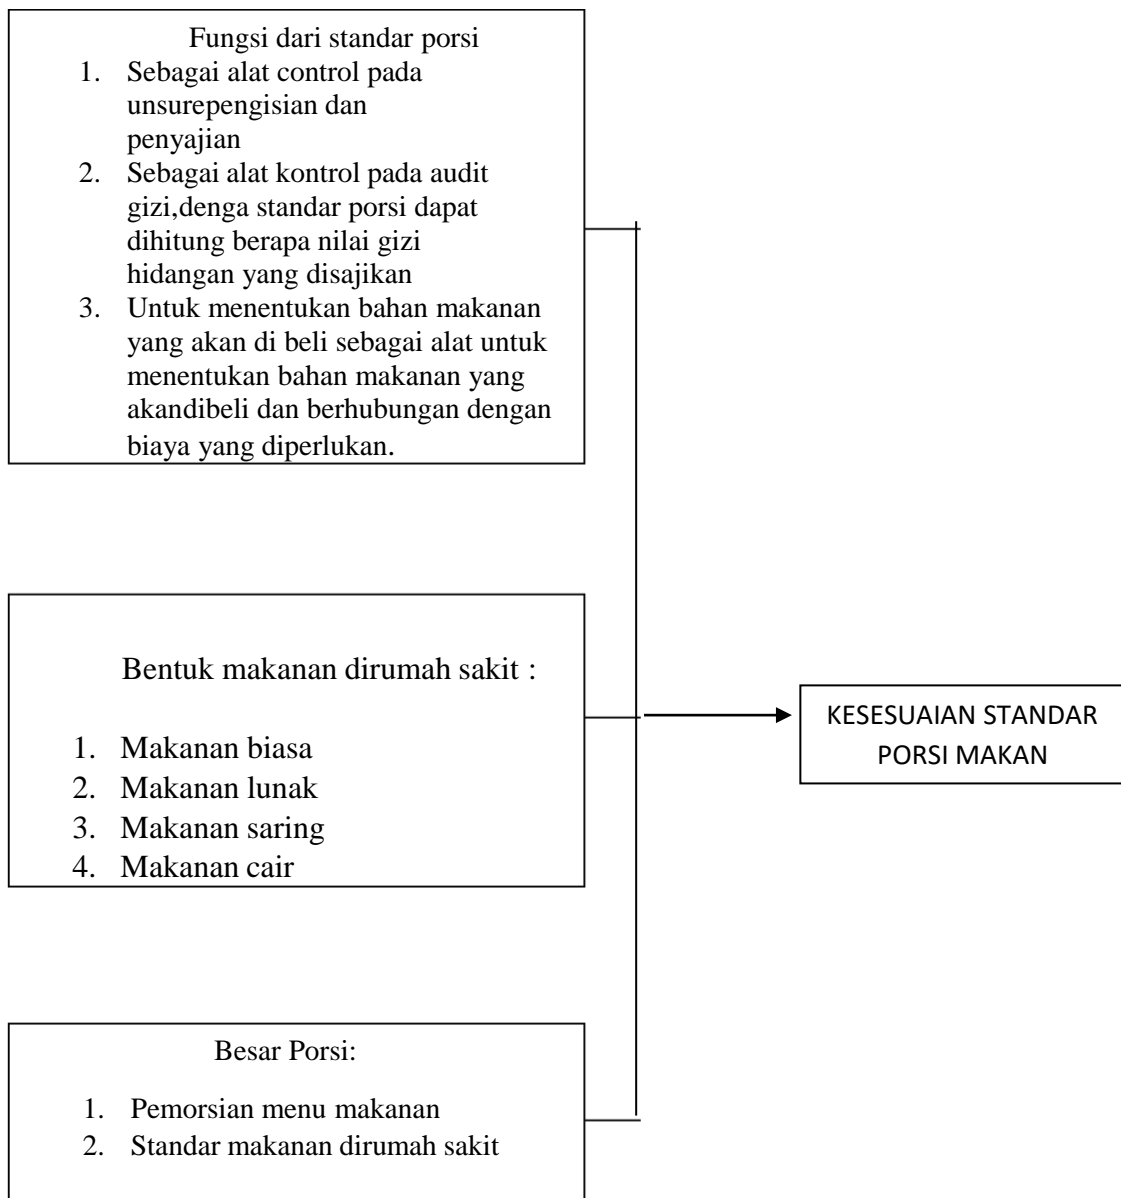 Fungsi dari standar porsi
1. Sebagai alat control pada
unsurepengisian dan
penyajian
2. Sebagai alat kontrol pada audit
gizi,denga standar porsi dapat
dihitung berapa nilai gizi
hidangan yang disajikan
3. Untuk menentukan bahan makanan
yang akan di beli sebagai alat untuk
menentukan bahan makanan yang
akandibeli dan berhubungan dengan
biaya yang diperlukan.
Bentuk makanan dirumah sakit :
1. Makanan biasa
2. Makanan lunak
3. Makanan saring
4. Makanan cair
KESESUAIAN STANDAR
PORSI MAKAN
Besar Porsi:
1. Pemorsian menu makanan
2. Standar makanan dirumah sakit